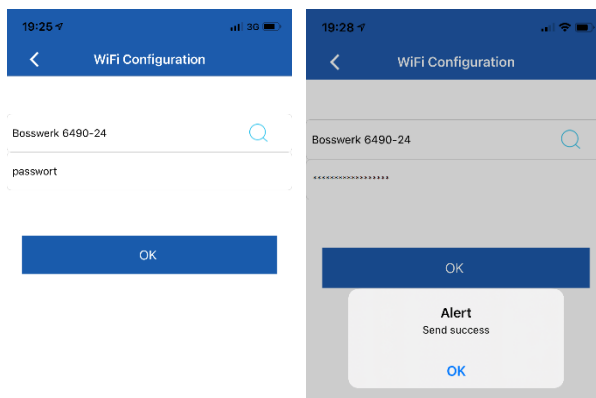 19:25
3G
WiFi Configuration
Bosswerk 6490-24
passwort
OK
19:28
WiFi Configuration
Bosswerk 6490-24
******************
OK
Alert
Send success
OK